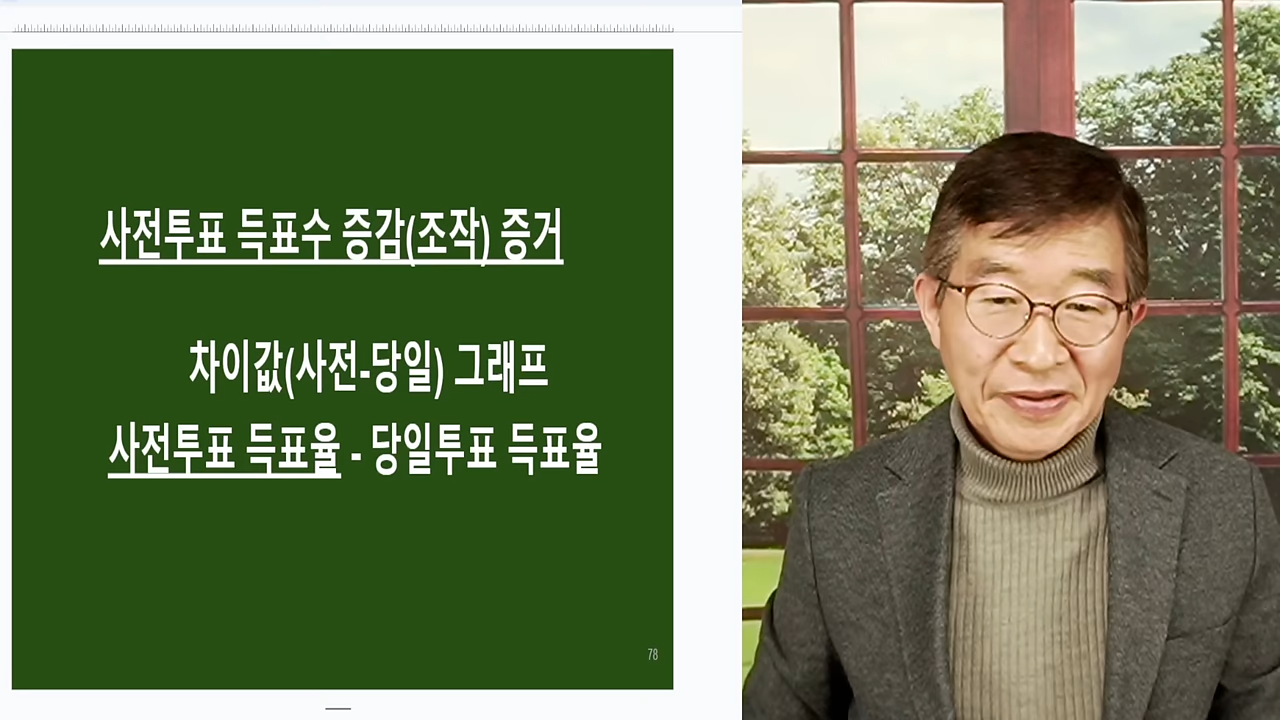 사전투표 득표수 증감(조작) 증거
차이값(사전-당일) 그래프
사전투표 득표율 - 당일투표 득표율
78